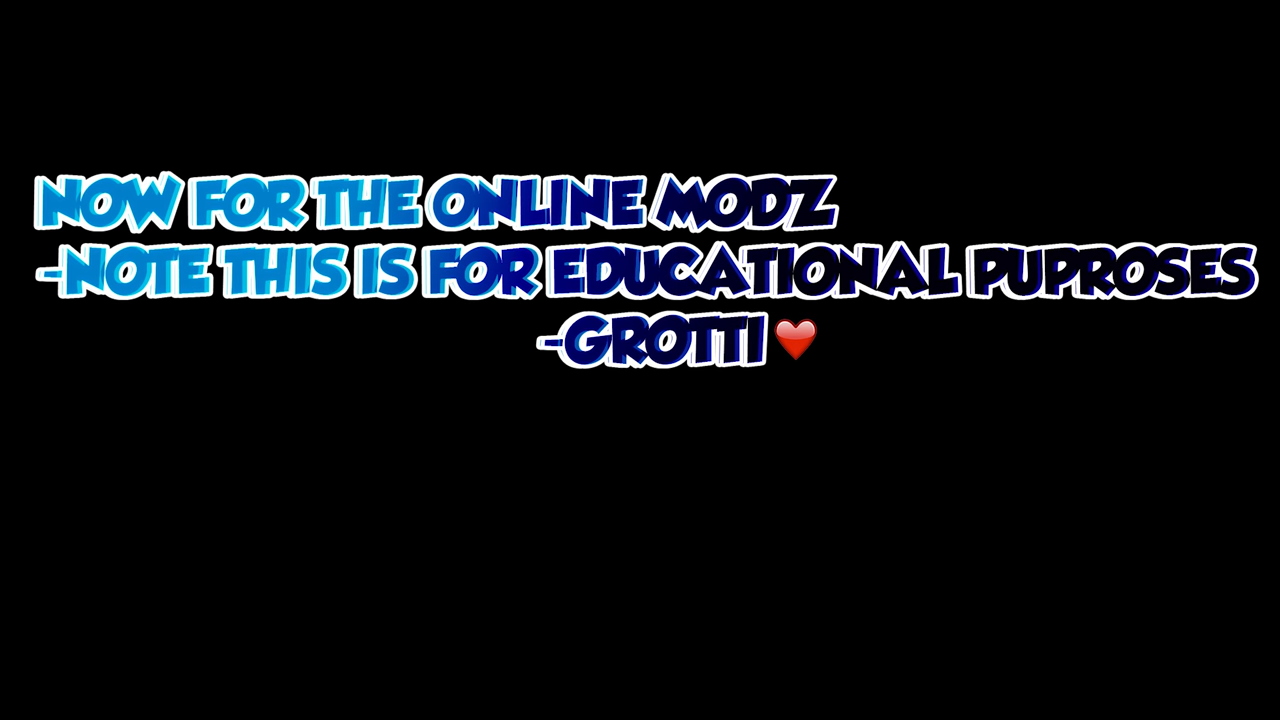 NOW FOR THE ONLINE MODZ
-NOTE THIS IS FOR EDUCATIONAL PUPROSES
-GROTTI ❤️